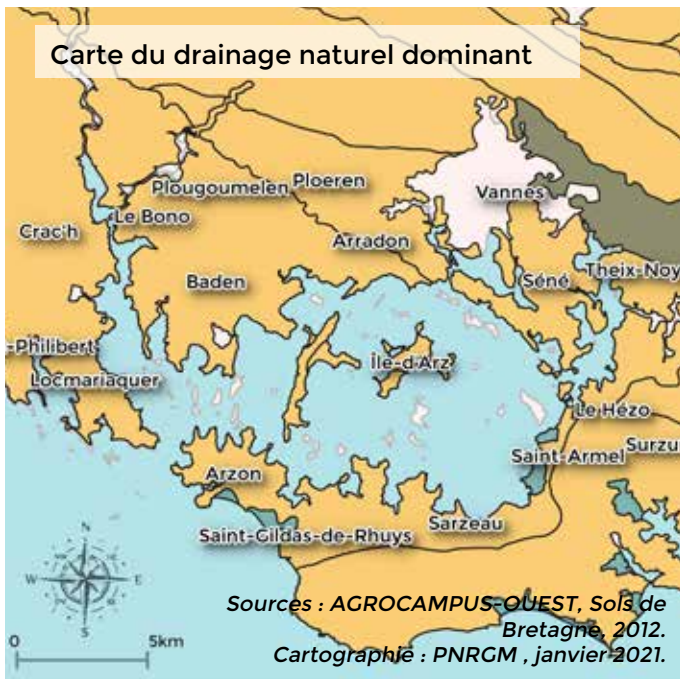 Carte du drainage naturel dominant
Plougoumelen
Ploeren
Vannes
Le Bono
Crac'h
Arradon
Baden
Séné
Theix-Noy
-Philibert
Île-d'Arz
Locmariaquer
Le Hézo
Saint-Armel
Surzu
Arzon
Saint-Gildas-de-Rhuys
Sarzeau
N
W
E
S
Sources : AGROCAMPUS-OUEST, Sols de
Bretagne, 2012.
Cartographie : PNRGM , janvier 2021.
0
5km